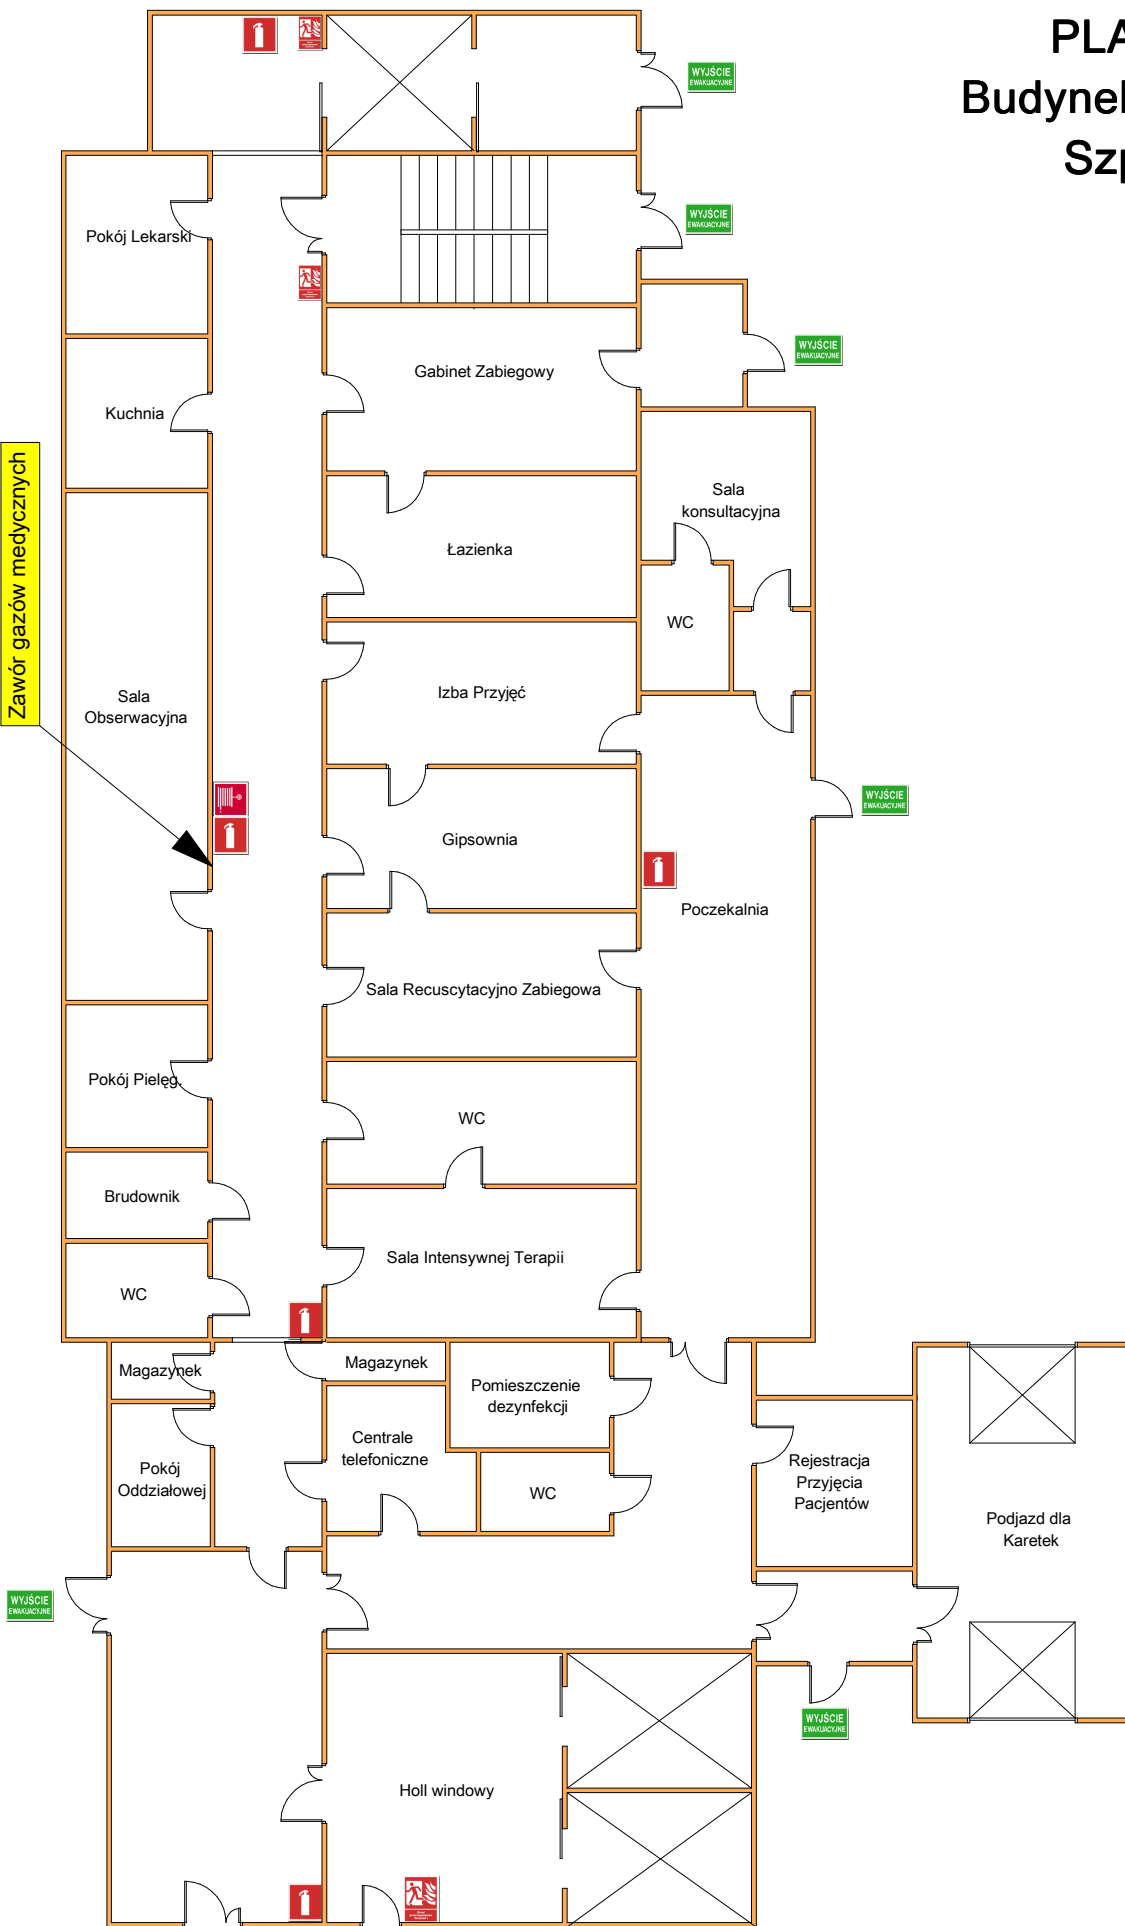 PLA
Budynek
Szp
WYJŚCIE
EWAKUACYJNE
WYJŚCIE
EWAKUACYJNE
Pokój Lekarski
WYJŚCIE
EWAKUACYJNE
Gabinet Zabiegowy
Kuchnia
Zawór gazów medycznych
Sala
konsultacyjna
Łazienka
WC
Izba Przyjęć
Sala
Obserwacyjna
WYJŚCIE
EWAKUACYJNE
Gipsownia
Poczekalnia
Sala Recuscytacyjno Zabiegowa
Pokój Pielęg.
WC
Brudownik
Sala Intensywnej Terapii
WC
Magazynek
Magazynek
Pomieszczenie
dezynfekcji
Centrale
telefoniczne
Rejestracja
Przyjęcia
Pacjentów
Pokój
Oddziałowej
WC
Podjazd dla
Karetek
WYJŚCIE
EWAKUACYJNE
WYJŚCIE
EWAKUACYJNE
Holl windowy